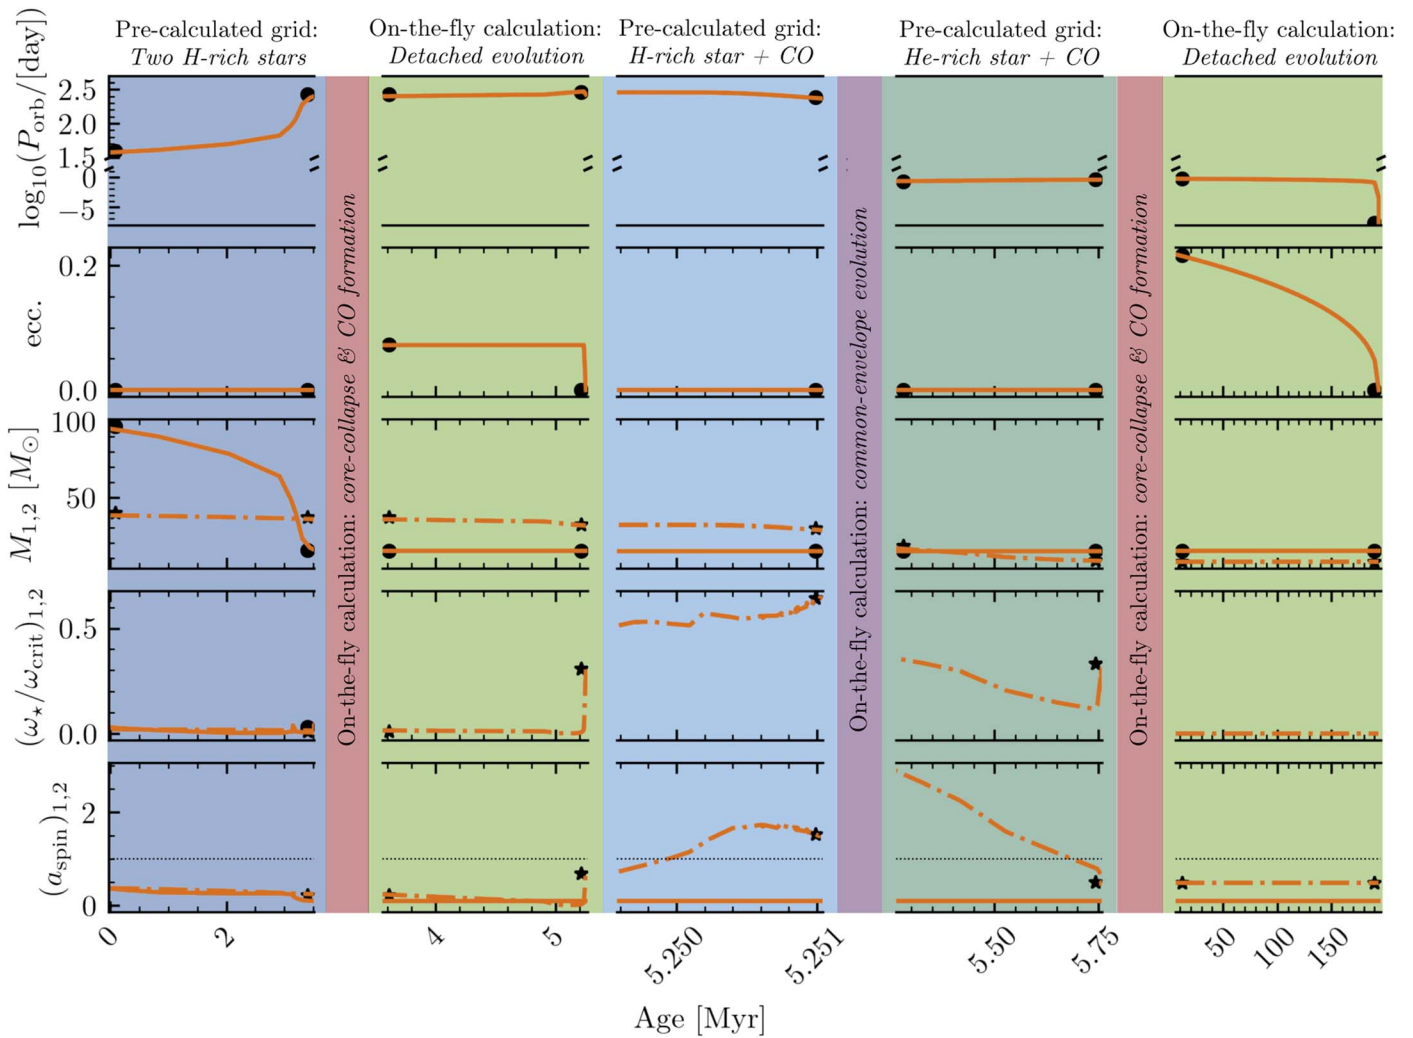 Pre-calculated grid:
Two H-rich stars
On-the-fly calculation:
Detached evolution
Pre-calculated grid:
H-rich star + CO
Pre-calculated grid:
He-rich star + CO
On-the-fly calculation:
Detached evolution
log₁₀(P_orb/[day])
2.5
2.0
1.5
0
−5
ecc.
0.2
0.0
M₁,₂ [M⊙]
100
50
(ω⋆/ω_crit)₁,₂
0.5
0.0
(a_spin)₁,₂
2
0
On-the-fly calculation: core-collapse & CO formation
On-the-fly calculation: common-envelope evolution
On-the-fly calculation: core-collapse & CO formation
0
2
4
5
5.250
5.251
5.50
5.75
50
100
150
Age [Myr]